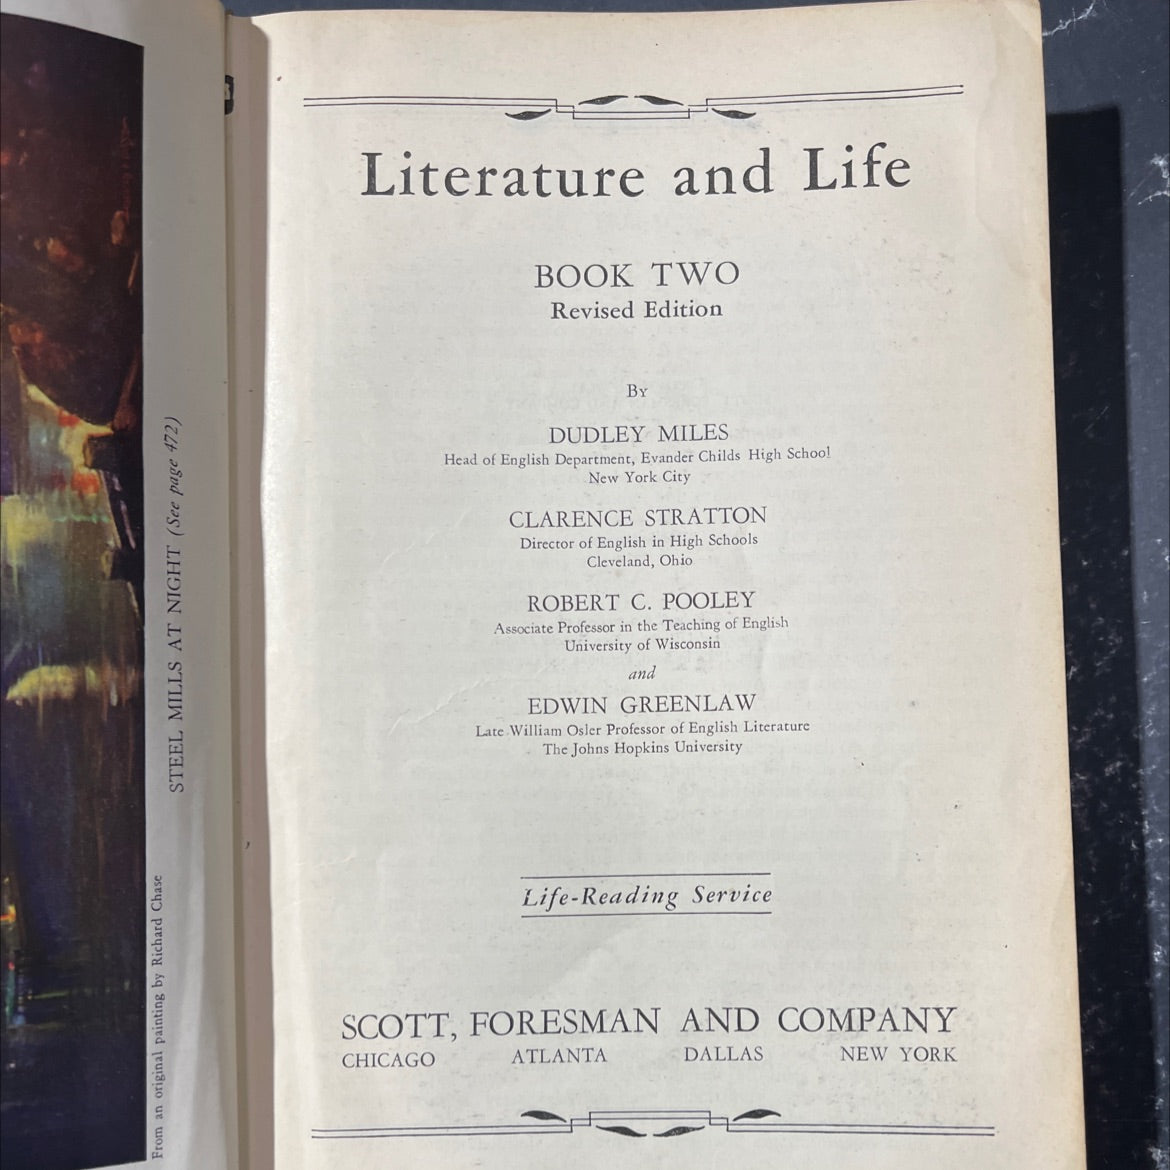 From an original painting by Richard Chase
STEEL MILLS AT NIGHT (See page 472)
Literature and Life
BOOK TWO
Revised Edition
By
DUDLEY MILES
Head of English Department, Evander Childs High School
New York City
CLARENCE STRATTON
Director of English in High Schools
Cleveland, Ohio
ROBERT C. POOLEY
Associate Professor in the Teaching of English
University of Wisconsin
and
EDWIN GREENLAW
Late William Osler Professor of English Literature
The Johns Hopkins University
Life-Reading Service
SCOTT, FORESMAN AND COMPANY
CHICAGO ATLANTA DALLAS NEW YORK